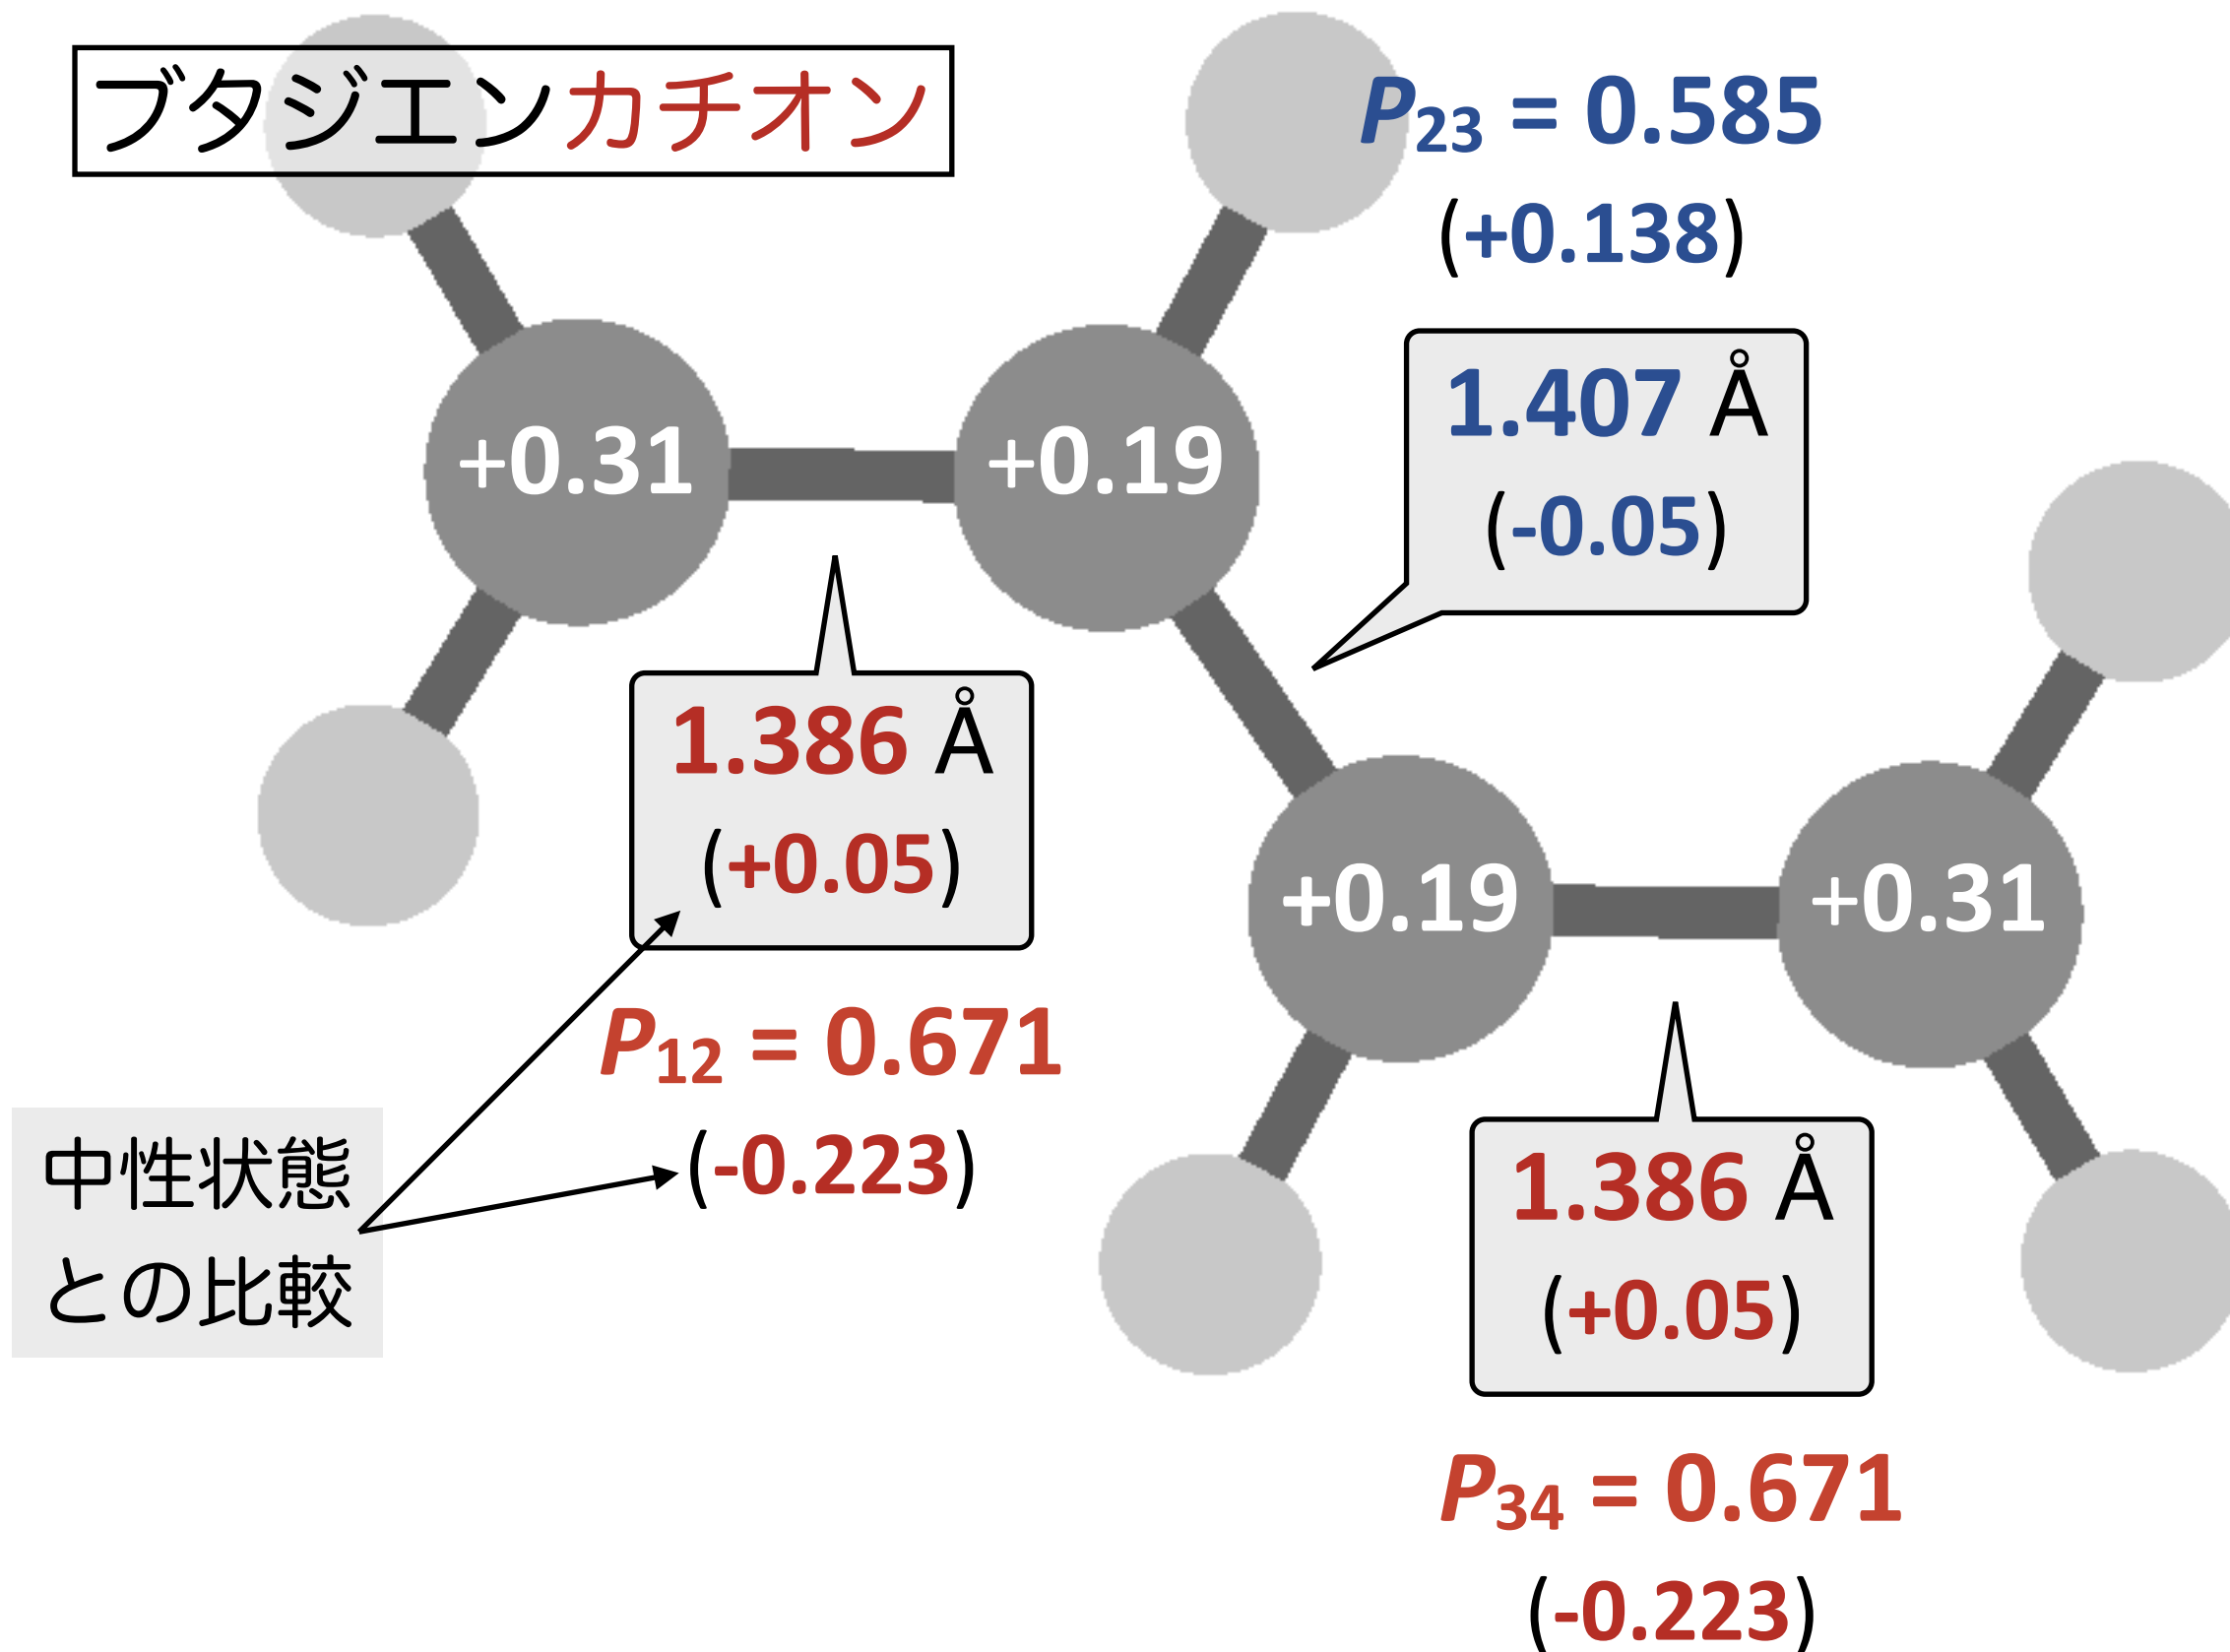 ブタジエンカチオン
P23 = 0.585
(+0.138)
1.407 Å
(-0.05)
+0.31
+0.19
1.386 Å
(+0.05)
P12 = 0.671
(-0.223)
中性状態
との比較
+0.19
+0.31
1.386 Å
(+0.05)
P34 = 0.671
(-0.223)